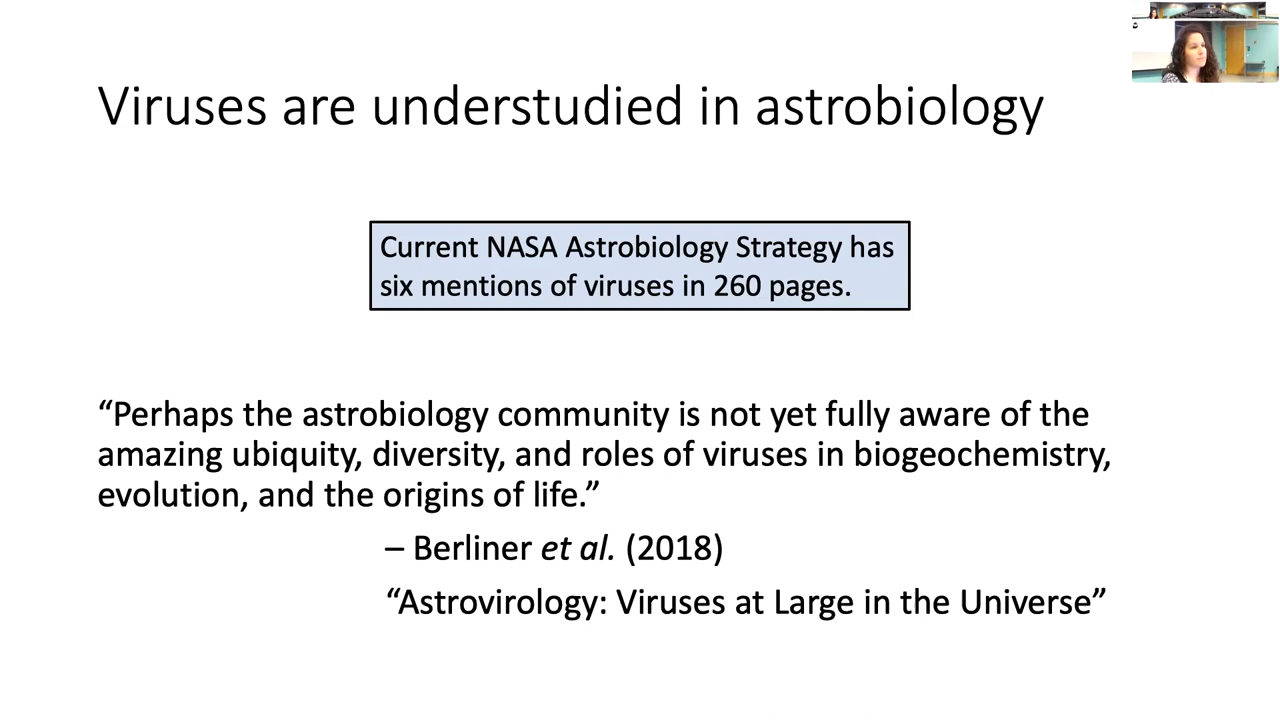 Viruses are understudied in astrobiology
Current NASA Astrobiology Strategy has
six mentions of viruses in 260 pages.
“Perhaps the astrobiology community is not yet fully aware of the
amazing ubiquity, diversity, and roles of viruses in biogeochemistry,
evolution, and the origins of life.”
– Berliner et al. (2018)
“Astrovirology: Viruses at Large in the Universe”